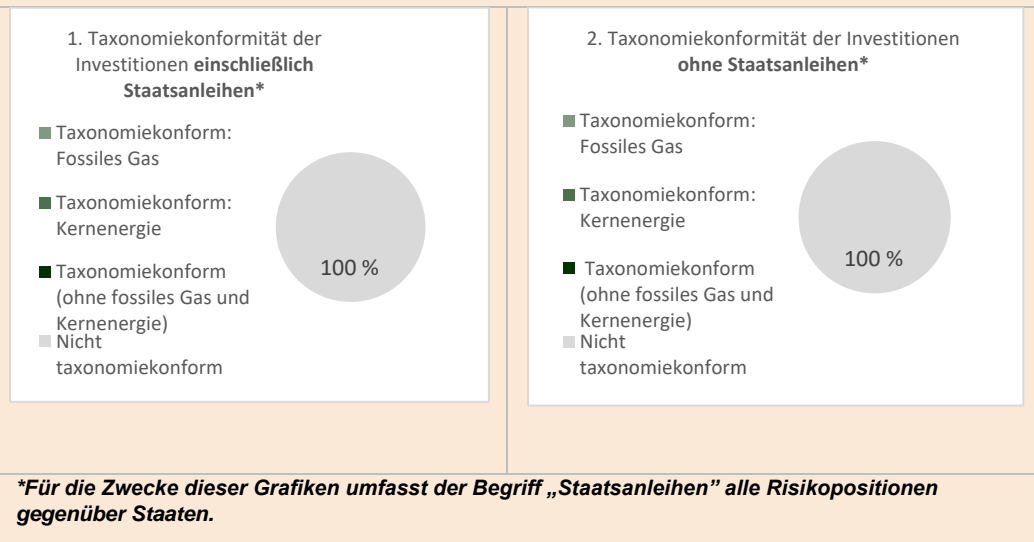 1. Taxonomiekonformität der
Investitionen einschließlich
Staatsanleihen*
Taxonomiekonform:
Fossiles Gas
Taxonomiekonform:
Kernenergie
Taxonomiekonform
(ohne fossiles Gas und
Kernenergie)
Nicht
taxonomiekonform
100 %
2. Taxonomiekonformität der Investitionen
ohne Staatsanleihen*
Taxonomiekonform:
Fossiles Gas
Taxonomiekonform:
Kernenergie
Taxonomiekonform
(ohne fossiles Gas und
Kernenergie)
Nicht
taxonomiekonform
100 %
*Für die Zwecke dieser Grafiken umfasst der Begriff „Staatsanleihen” alle Risikopositionen
gegenüber Staaten.